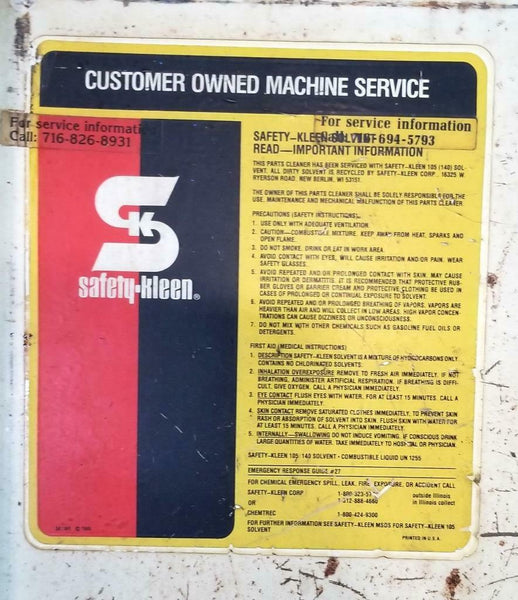 CUSTOMER OWNED MACHINE SERVICE
For service informati
Call: 716-826-8931
For service information
694-5793
SAFETY-KLEEN
READ-IMPORTANT INFORMATION
THIS PARTS CLEANER HAS BEEN SERVICED WITH SAFETY-KLEEN 105 (140) SOL
VENT. ALL DIRTY SOLVENT IS RECYCLED BY SAFETY-KLEEN CORP. 16325 W
RYERSON ROAD. NEW BERLIN, WI 53151.
THE OWNER OF THIS PARTS CLEANER SHALL BE SOLELY RESPONSIBLE FOR THE
USE, MAINTENANCE AND MECHANICAL MALFUNCTION OF THIS PARTS CLEANER
PRECAUTIONS (SAFETY INSTRUCTIONS)
1. USE ONLY WITH ADEQUATE VENTILATION
2. CAUTION-COMBUSTIBLE MIXTURE. KEEP AWAY FROM HEAT, SPARKS AND
OPEN FLAME.
3. DO NOT SMOKE, DRINK OR EAT IN WORK AREA.
4. AVOID CONTACT WITH EYES, WILL CAUSE IRRITATION AND/OR PAIN. WEAR
SAFETY GLASSES.
5. AVOID REPEATED AND OR PROLONGED CONTACT WITH SKIN. MAY CAUSE
IRRITATION OR DERMATITIS. IT IS RECOMMENDED THAT PROTECTIVE RUB-
BER GLOVES OR BARRIER CREAM AND PROTECTIVE CLOTHING BE USED IN
CASES OF PROLONGED OR CONTINUAL EXPOSURE TO SOLVENT.
6. AVOID REPEATED AND OR PROLONGED BREATHING OF VAPORS. VAPORS ARE
HEAVIER THAN AIR AND WILL COLLECT IN LOW AREAS. HIGH VAPOR CONCEN-
TRATIONS CAN CAUSE DIZZINESS OR UNCONSCIOUSNESS.
7. DO NOT MIX WITH OTHER CHEMICALS SUCH AS GASOLINE FUEL OILS OR
DETERGENTS.
SK
safety-kleen®
FIRST AID (MEDICAL INSTRUCTIONS)
1. DESCRIPTION SAFETY-KLEEN SOLVENT IS A MIXTURE OF HYDROCARBONS ONLY
CONTAINS NO CHLORINATED SOLVENTS.
2. INHALATION OVEREXPOSURE REMOVE TO FRESH AIR IMMEDIATELY. IF NOT
BREATHING, ADMINISTER ARTIFICAL RESPIRATION. IF BREATHING IS DIFFI-
CULT. GIVE OXYGEN. CALL A PHYSICIAN IMMEDIATELY.
3. EYE CONTACT FLUSH EYES WITH WATER, FOR AT LEAST 15 MINUTES. CALL A
PHYSICIAN IMMEDIATELY.
4. SKIN CONTACT REMOVE SATURATED CLOTHES IMMEDIATELY, TO PREVENT SKIN
RASH OR ABSORPTION OF SOLVENT INTO SKIN. FLUSH SKIN WITH WATER FOR
AT LEAST 15 MINUTES. CALL A PHYSICIAN IMMEDIATELY.
5. INTERNALLY-SWALLOWING DO NOT INDUCE VOMITING. IF CONSCIOUS DRINK
LARGE QUANTITIES OF WATER. TAKE IMMEDIATELY TO HOSPITAL OR PHYSICIAN.
SAFETY-KLEEN 105/140 SOLVENT - COMBUSTIBLE LIQUID UN 1255
EMERGENCY RESPONSE GUIDE #27
FOR CHEMICAL EMERGENCY SPILL, LEAK, FIRE, EXPOSURE, OR ACCIDENT CALL
SAFETY-KLEEN CORP outside Illinois
OR 1-312-888-4660 in Illinois collect
CHEMTREC 1-800-424-9300
FOR FURTHER INFORMATION SEE SAFETY-KLEEN MSDS FOR SAFETY-KLEEN 105
SOLVENT
PRINTED IN U.S.A.